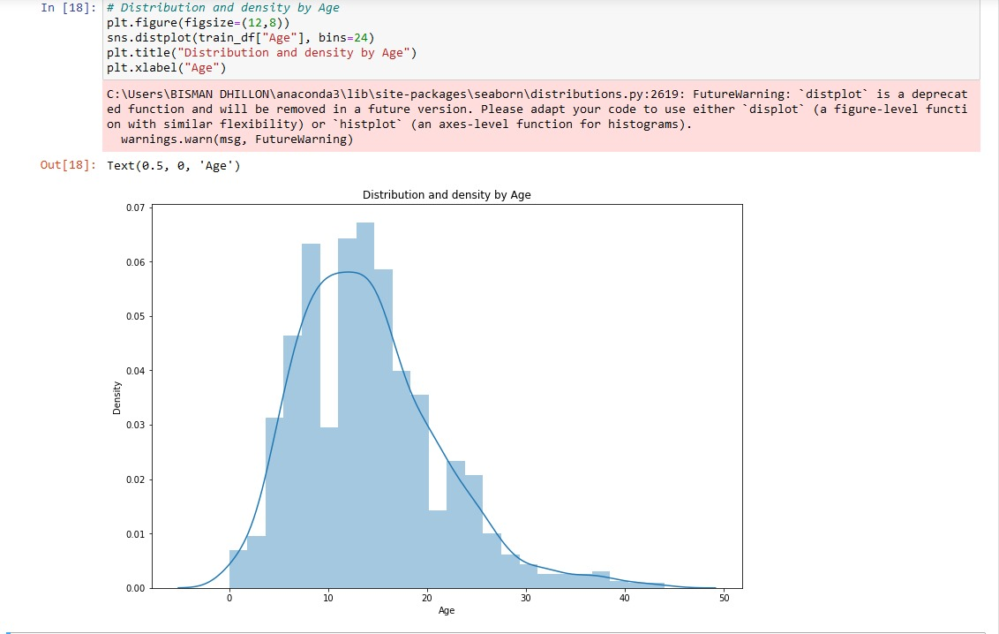 In [18]: # Distribution and density by Age
plt.figure(figsize=(12,8))
sns.distplot(train_df["Age"], bins=24)
plt.title("Distribution and density by Age")
plt.xlabel("Age")
C:\Users\BISMAN DHILLON\anaconda3\lib\site-packages\seaborn\distributions.py:2619: FutureWarning: `distplot` is a deprecat
ed function and will be removed in a future version. Please adapt your code to use either `displot` (a figure-level functi
on with similar flexibility) or `histplot` (an axes-level function for histograms).
warnings.warn(msg, FutureWarning)
Out[18]: Text(0.5, 0, 'Age')
Distribution and density by Age
0.07
0.06
0.05
0.04
0.03
0.02
0.01
0.00
Density
0 10 20 30 40 50
Age